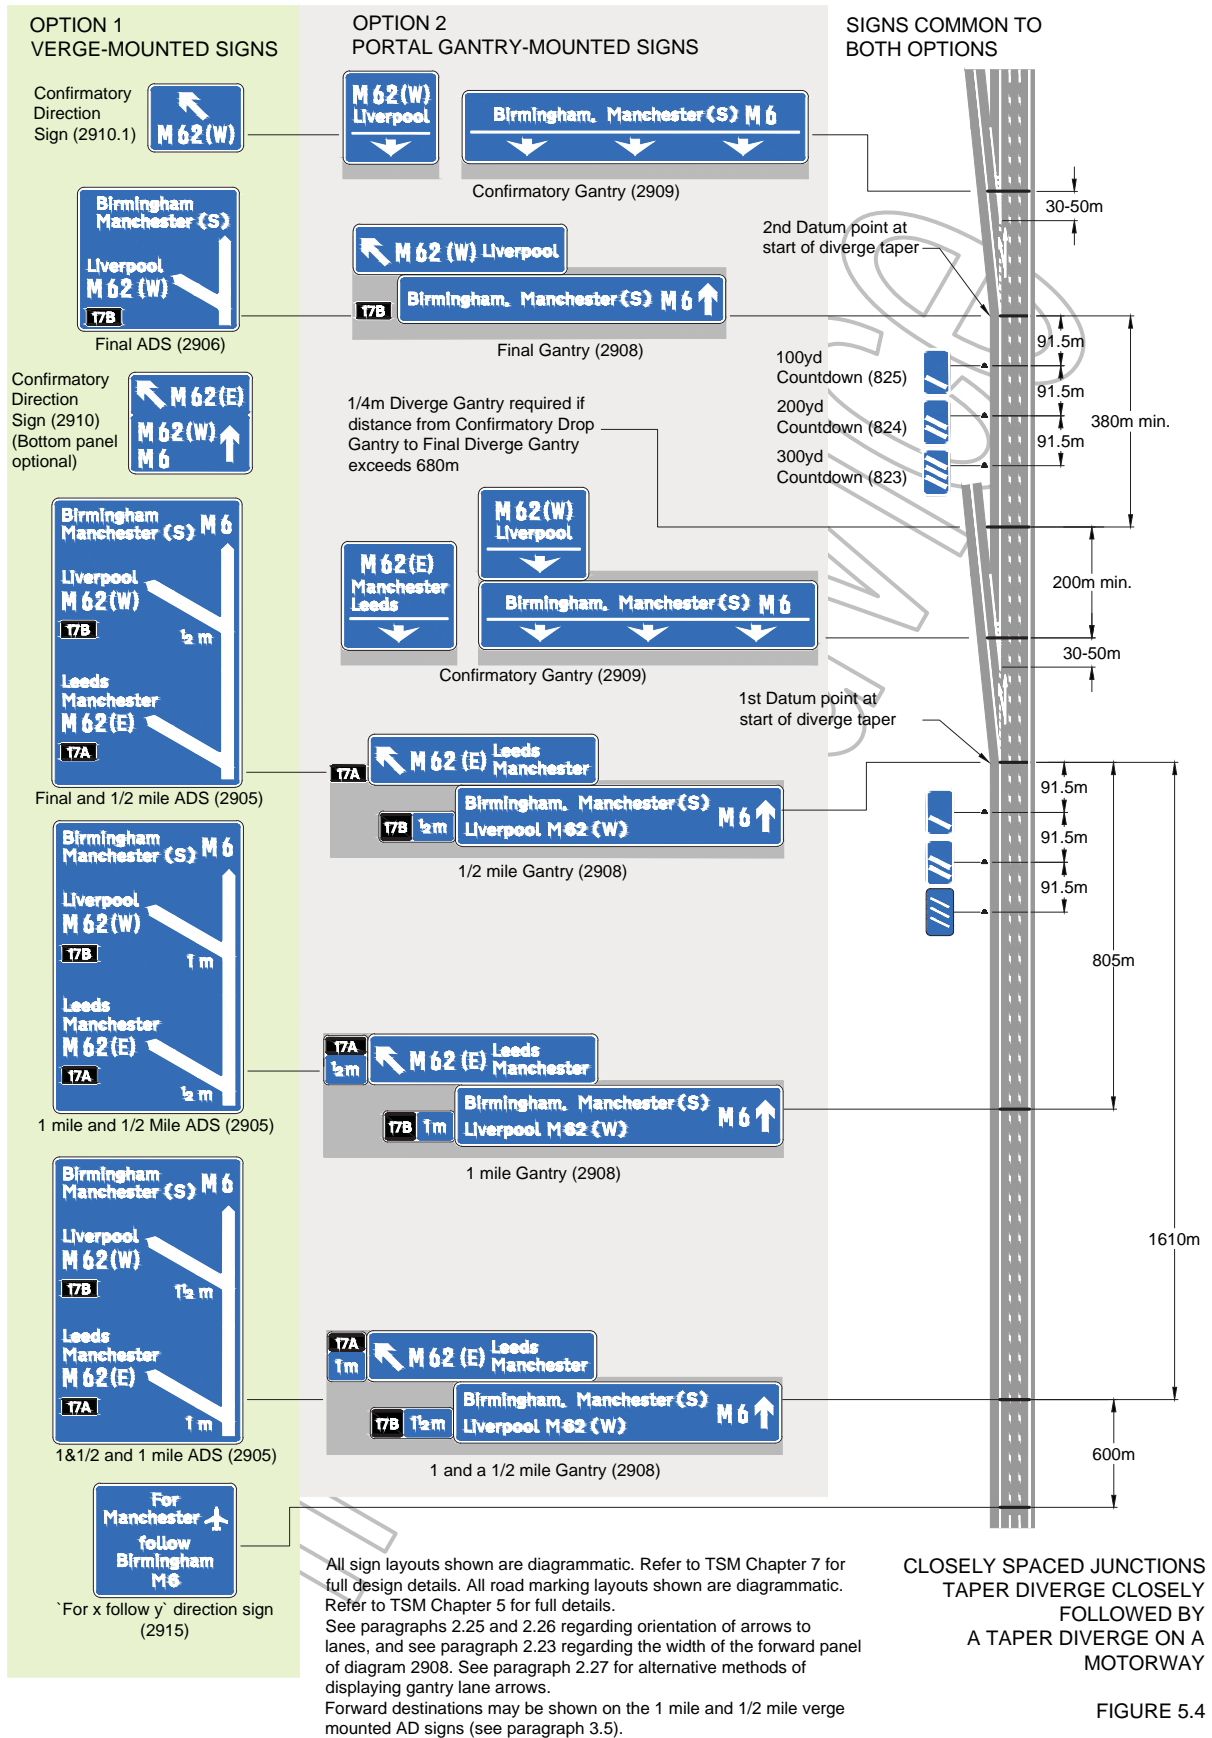 OPTION 1
VERGE-MOUNTED SIGNS
OPTION 2
PORTAL GANTRY-MOUNTED SIGNS
SIGNS COMMON TO
BOTH OPTIONS
Confirmatory
Direction
Sign (2910.1)
M 62(W)
M 62(W)
Liverpool
Birmingham, Manchester (S) M 6
Confirmatory Gantry (2909)
30-50m
2nd Datum point at
start of diverge taper
Birmingham
Manchester (S)
Liverpool
M 62 (W)
17B
Final ADS (2906)
M 62 (W) Liverpool
17B
Birmingham, Manchester (S) M 6
Final Gantry (2908)
91.5m
91.5m
91.5m
380m min.
100yd
Countdown (825)
200yd
Countdown (824)
300yd
Countdown (823)
Confirmatory
Direction
Sign (2910)
(Bottom panel
optional)
M 62(E)
M 62(W)
M 6
1/4m Diverge Gantry required if
distance from Confirmatory Drop
Gantry to Final Diverge Gantry
exceeds 680m
M 62(W)
Liverpool
M 62(E)
Manchester
Leeds
Birmingham, Manchester (S) M 6
Confirmatory Gantry (2909)
200m min.
30-50m
1st Datum point at
start of diverge taper
Birmingham
Manchester (S) M 6
Liverpool
M 62(W)
17B
½ m
Leeds
Manchester
M 62(E)
17A
Final and 1/2 mile ADS (2905)
17A
M 62 (E) Leeds
Manchester
17B ½m
Birmingham, Manchester (S)
Liverpool M 62 (W)
M 6
1/2 mile Gantry (2908)
91.5m
91.5m
91.5m
805m
1610m
Birmingham
Manchester (S) M 6
Liverpool
M 62(W)
17B
1 m
Leeds
Manchester
M 62(E)
17A
½ m
1 mile and 1/2 Mile ADS (2905)
17A
½m
M 62 (E) Leeds
Manchester
17B 1m
Birmingham, Manchester (S)
Liverpool M 62 (W)
M 6
1 mile Gantry (2908)
Birmingham
Manchester (S) M 6
Liverpool
M 62(W)
17B
1½ m
Leeds
Manchester
M 62(E)
17A
1 m
1&1/2 and 1 mile ADS (2905)
17A
1m
M 62 (E) Leeds
Manchester
17B 1½m
Birmingham, Manchester (S)
Liverpool M 62 (W)
M 6
1 and a 1/2 mile Gantry (2908)
600m
For
Manchester
follow
Birmingham
M6
`For x follow y` direction sign
(2915)
All sign layouts shown are diagrammatic. Refer to TSM Chapter 7 for
full design details. All road marking layouts shown are diagrammatic.
Refer to TSM Chapter 5 for full details.
See paragraphs 2.25 and 2.26 regarding orientation of arrows to
lanes, and see paragraph 2.23 regarding the width of the forward panel
of diagram 2908. See paragraph 2.27 for alternative methods of
displaying gantry lane arrows.
Forward destinations may be shown on the 1 mile and 1/2 mile verge
mounted AD signs (see paragraph 3.5).
CLOSELY SPACED JUNCTIONS
TAPER DIVERGE CLOSELY
FOLLOWED BY
A TAPER DIVERGE ON A
MOTORWAY
FIGURE 5.4